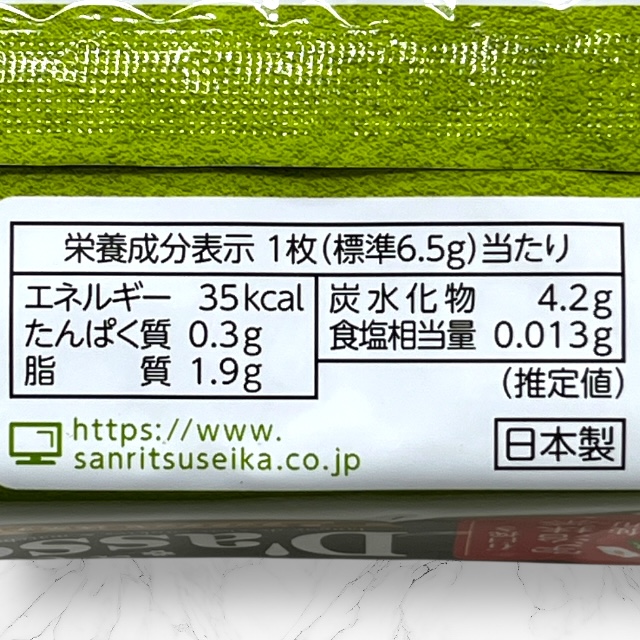 栄養成分表示 1枚(標準6.5g)当たり
エネルギー 35kcal
たんぱく質 0.3g
脂質 1.9g
炭水化物 4.2g
食塩相当量 0.013g
(推定値)
https://www.
sanritsuseika.co.jp
日本製